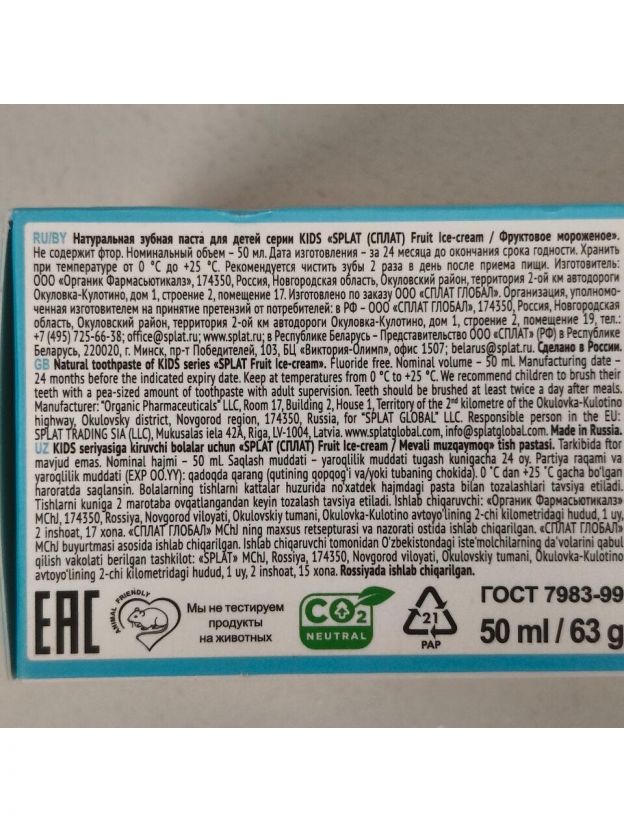 RU/BY Натуральная зубная паста для детей серии KIDS «SPLAT (СПЛАТ) Fruit Ice-cream / Фруктовое мороженое».
Не содержит фтор. Номинальный объем – 50 мл. Дата изготовления – за 24 месяца до окончания срока годности. Хранить
при температуре от 0 °C до +25 °C. Рекомендуется чистить зубы 2 раза в день после приема пищи. Изготовитель:
ООО «Органик Фармасьютикалз», 174350, Россия, Новгородская область, Окуловский район, территория 2-ой км автодороги
Окуловка-Кулотино, дом 1, строение 2, помещение 17. Изготовлено по заказу ООО «СПЛАТ ГЛОБАЛ». Организация, уполномо-
ченная изготовителем на принятие претензий от потребителей: в РФ – ООО «СПЛАТ ГЛОБАЛ», 174350, Россия, Новгородская
область, Окуловский район, территория 2-ой км автодороги Окуловка-Кулотино, дом 1, строение 2, помещение 19, тел.:
+7 (495) 725-66-38; office@splat.ru; www.splat.ru; в Республике Беларусь – Представительство ООО «СПЛАТ» (РФ) в Республике
Беларусь, 220020, г. Минск, пр-т Победителей, 103, БЦ «Виктория-Олимп», офис 1507; belarus@splat.ru. Сделано в России.
GB Natural toothpaste of KIDS series «SPLAT Fruit Ice-cream». Fluoride free. Nominal volume – 50 ml. Manufacturing date –
24 months before the indicated expiry date. Keep at temperatures from 0 °C to +25 °C. We recommend children to brush their
teeth with a pea-sized amount of toothpaste with adult supervision. Teeth should be brushed at least twice a day after meals.
Manufacturer: "Organic Pharmaceuticals" LLC, Room 17, Building 2, House 1, Territory of the 2nd kilometre of the Okulovka-Kulotino
highway, Okulovsky district, Novgorod region, 174350, Russia, for "SPLAT GLOBAL" LLC. Responsible person in the EU:
SPLAT TRADING SIA (LLC), Mukusalas iela 42A, Riga, LV-1004, Latvia. www.splatglobal.com, info@splatglobal.com. Made in Russia.
UZ KIDS seriyasiga kiruvchi bolalar uchun «SPLAT (СПЛАТ) Fruit Ice-cream / Mevali muzqaymoq» tish pastasi. Tarkibida ftor
mavjud emas. Nominal hajmi – 50 ml. Saqlash muddati – yaroqlilik muddati tugash kunigacha 24 oy. Partiya raqami va
yaroqlilik muddati (EXP OO.YY): qadoqda qarang (qutining qopqog'i va/yoki tubaning chokida). 0 °C dan +25 °C gacha bo'lgan
haroratda saqlansin. Bolalarning tishlarni kattalar huzurida no'xatdek hajmdagi pasta bilan tozalashlari tavsiya etiladi.
Tishlarni kuniga 2 marotaba ovqatlangandan keyin tozalash tavsiya etiladi. Ishlab chiqaruvchi: «Органик Фармасьютикалз»
MChJ, 174350, Rossiya, Novgorod viloyati, Okulovskiy tumani, Okulovka-Kulotino avtoyo'lining 2-chi kilometridagi hudud, 1 uy,
2 inshoat, 17 xona. «СПЛАТ ГЛОБАЛ» MChJ ning maxsus retsepturasi va nazorati ostida ishlab chiqarilgan. «СПЛАТ ГЛОБАЛ»
MChJ buyurtmasi asosida ishlab chiqarilgan. Ishlab chiqaruvchi tomonidan O'zbekistondagi iste'molchilarning da'volarini qabul
qilish vakolati berilgan tashkilot: «SPLAT» MChJ, Rossiya, 174350, Novgorod viloyati, Okulovskiy tumani, Okulovka-Kulotino
avtoyo'lining 2-chi kilometridagi hudud, 1 uy, 2 inshoat, 15 xona. Rossiyada ishlab chiqarilgan.
EAC
ANIMAL FRIENDLY
Мы не тестируем
продукты
на животных
CO2
NEUTRAL
21
PAP
ГОСТ 7983-99
50 ml / 63 g